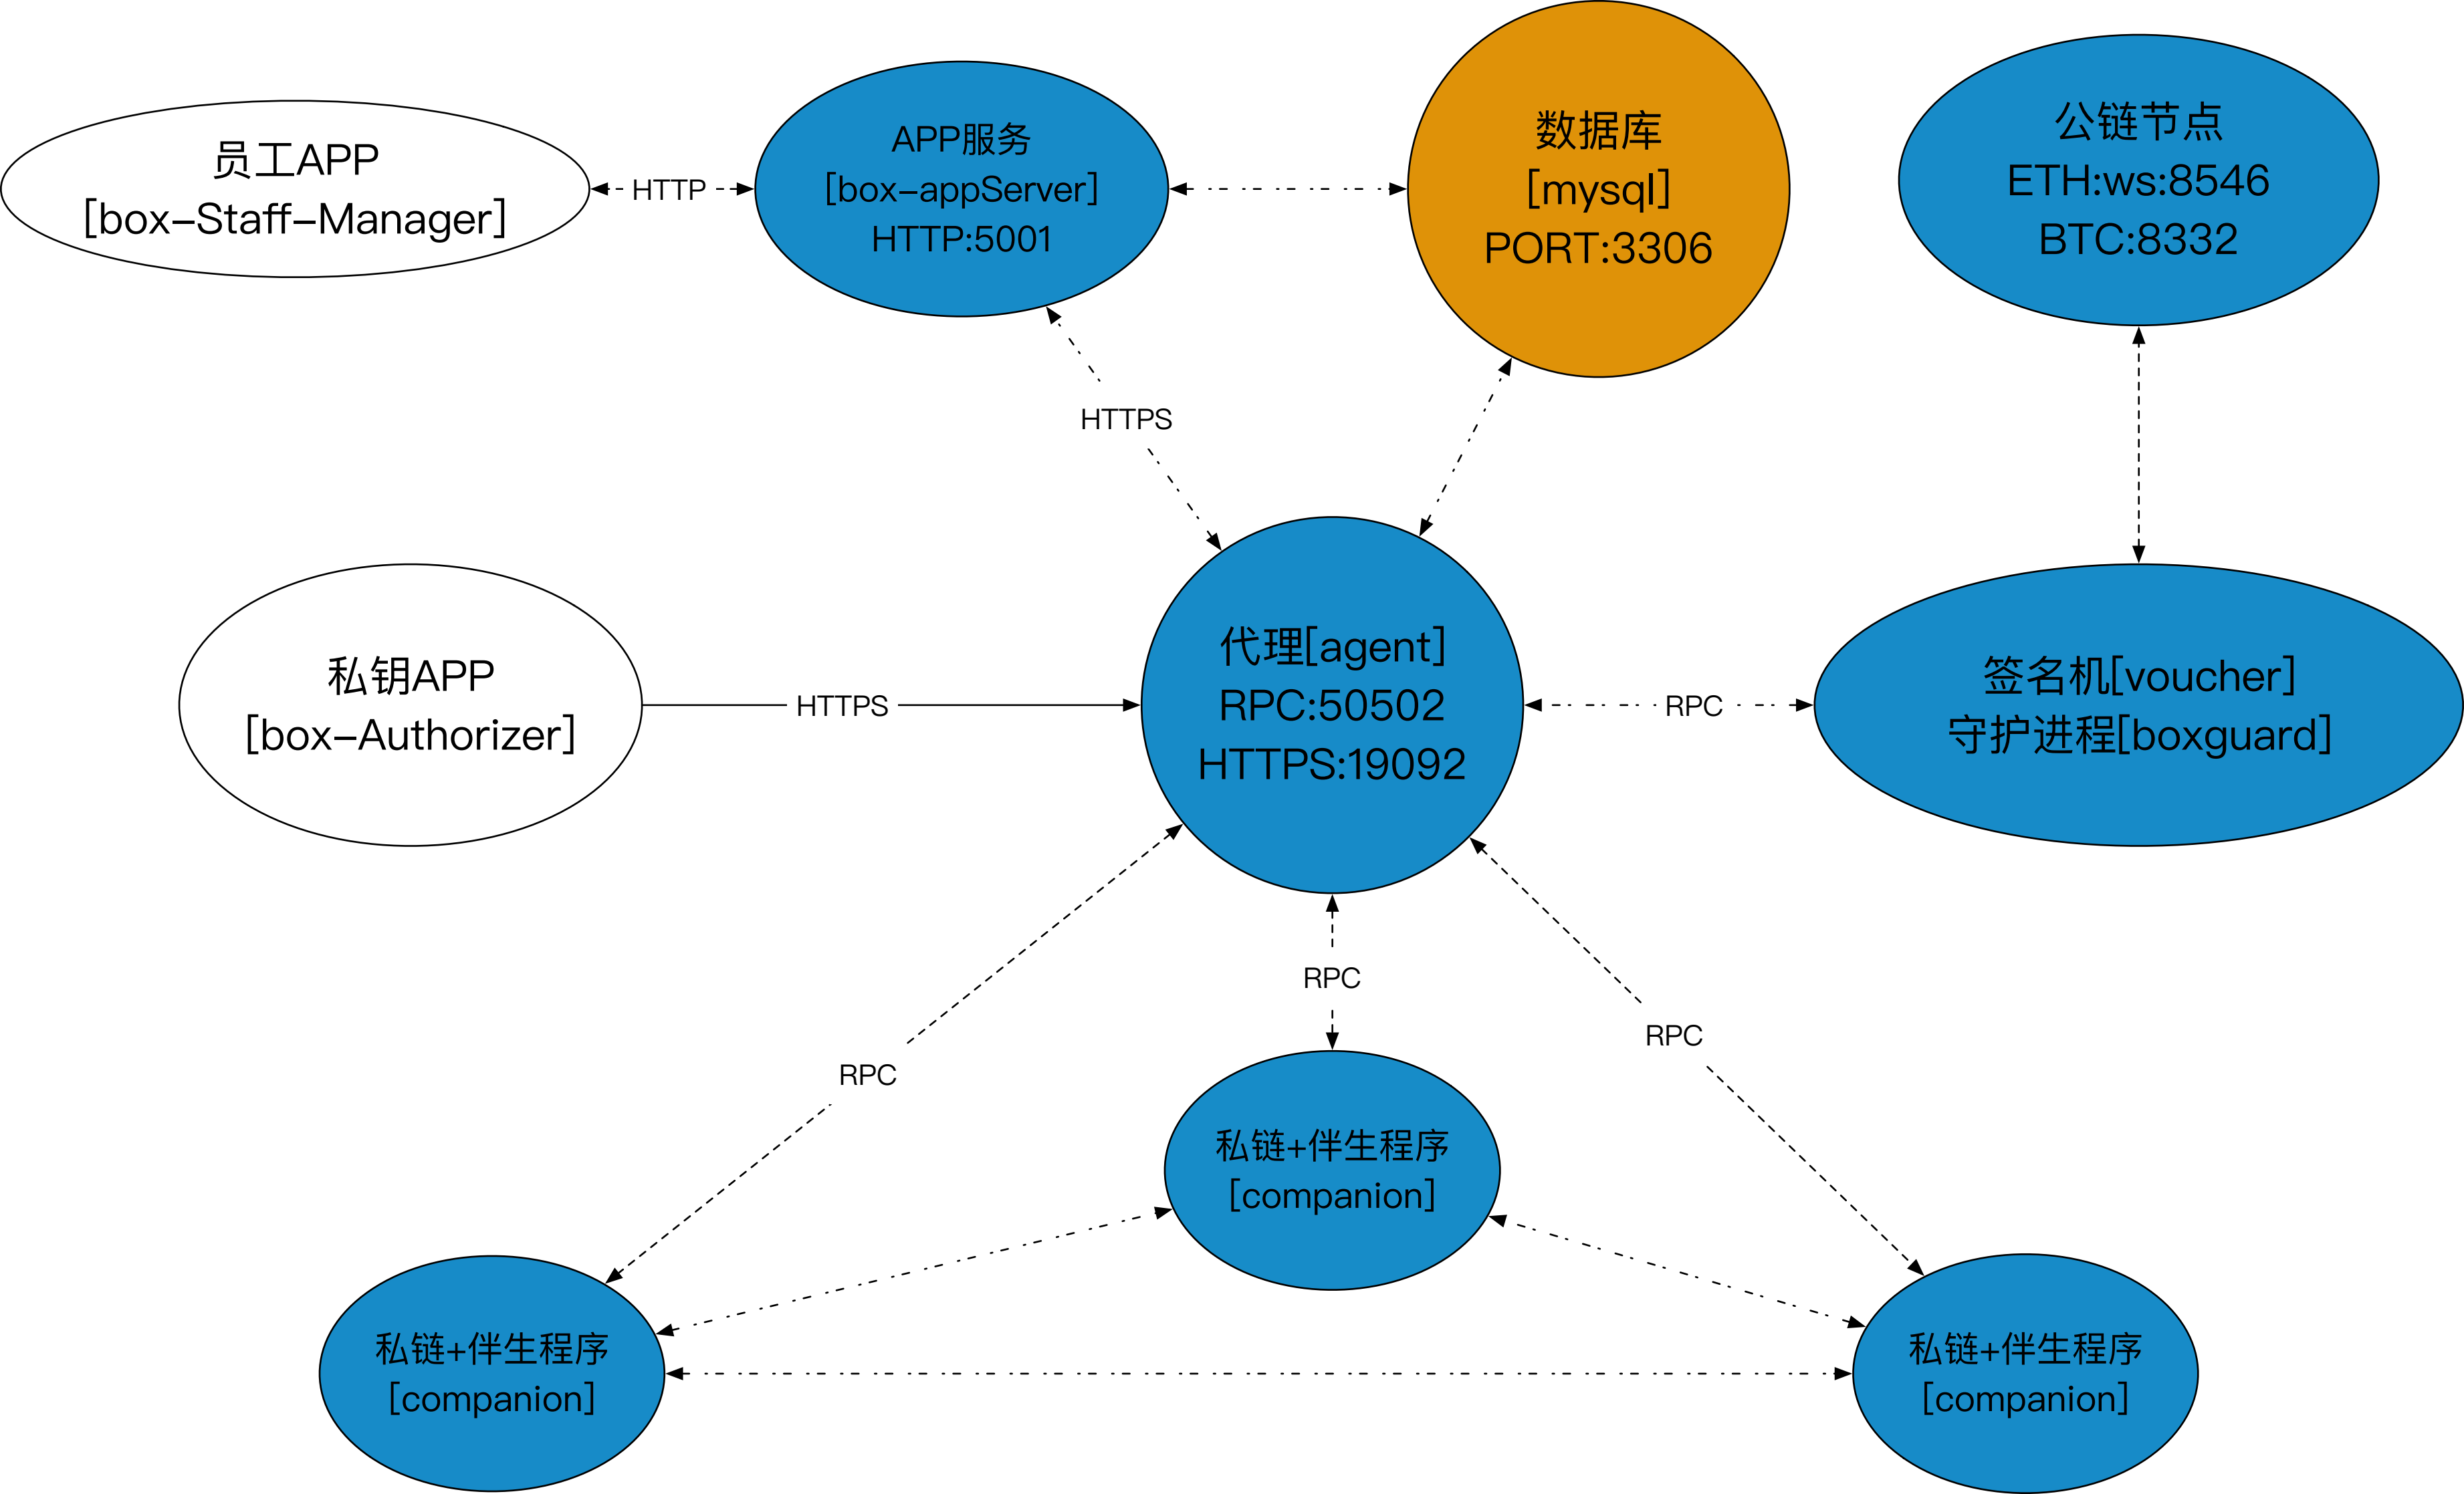 员工APP
[box-Staff-Manager]
HTTP
APP服务
[box-appServer]
HTTP:5001
数据库
[mysql]
PORT:3306
公链节点
ETH:ws:8546
BTC:8332
HTTPS
私钥APP
[box-Authorizer]
HTTPS
代理[agent]
RPC:50502
HTTPS:19092
RPC
签名机[voucher]
守护进程[boxguard]
RPC
RPC
RPC
私链+伴生程序
[companion]
私链+伴生程序
[companion]
私链+伴生程序
[companion]